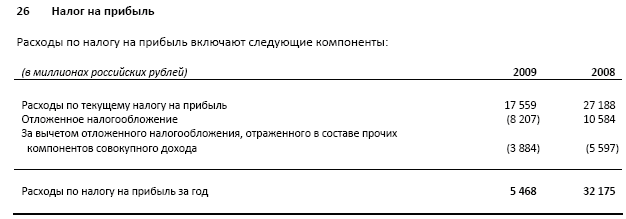 26 Налог на прибыль
Расходы по налогу на прибыль включают следующие компоненты:
(в миллионах российских рублей) 2009 2008
Расходы по текущему налогу на прибыль 17 559 27 188
Отложенное налогообложение (8 207) 10 584
За вычетом отложенного налогообложения, отраженного в составе прочих
компонентов совокупного дохода (3 884) (5 597)
Расходы по налогу на прибыль за год 5 468 32 175